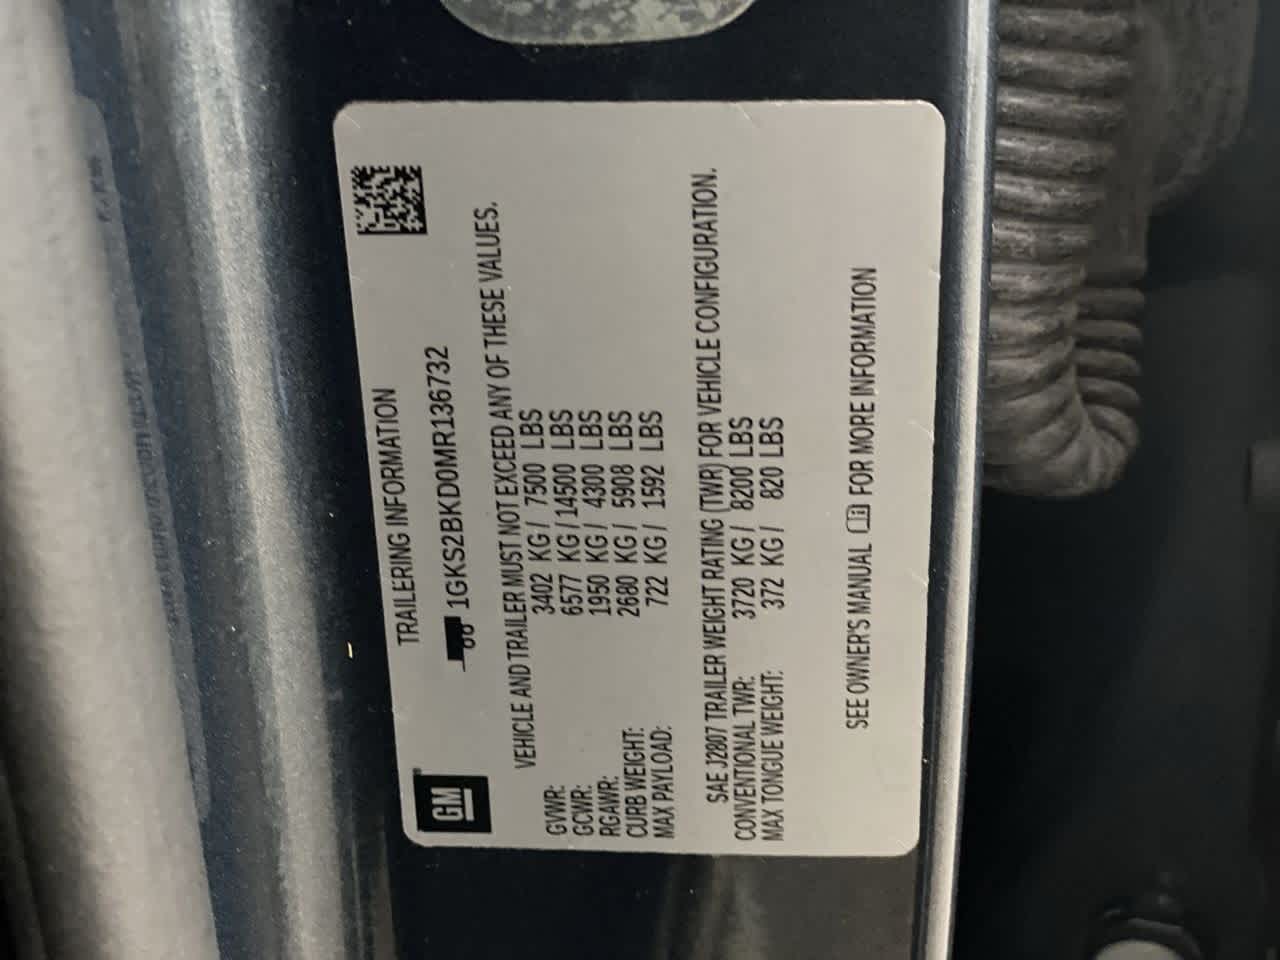 GM
TRAILERING INFORMATION
1GKS2BKD0MR136732
VEHICLE AND TRAILER MUST NOT EXCEED ANY OF THESE VALUES.
GVWR: 3402 KG / 7500 LBS
GCWR: 6577 KG / 14500 LBS
RGAWR: 1950 KG / 4300 LBS
CURB WEIGHT: 2680 KG / 5908 LBS
MAX PAYLOAD: 722 KG / 1592 LBS
SAE J2807 TRAILER WEIGHT RATING (TWR) FOR VEHICLE CONFIGURATION.
CONVENTIONAL TWR: 3720 KG / 8200 LBS
MAX TONGUE WEIGHT: 372 KG / 820 LBS
SEE OWNER'S MANUAL FOR MORE INFORMATION